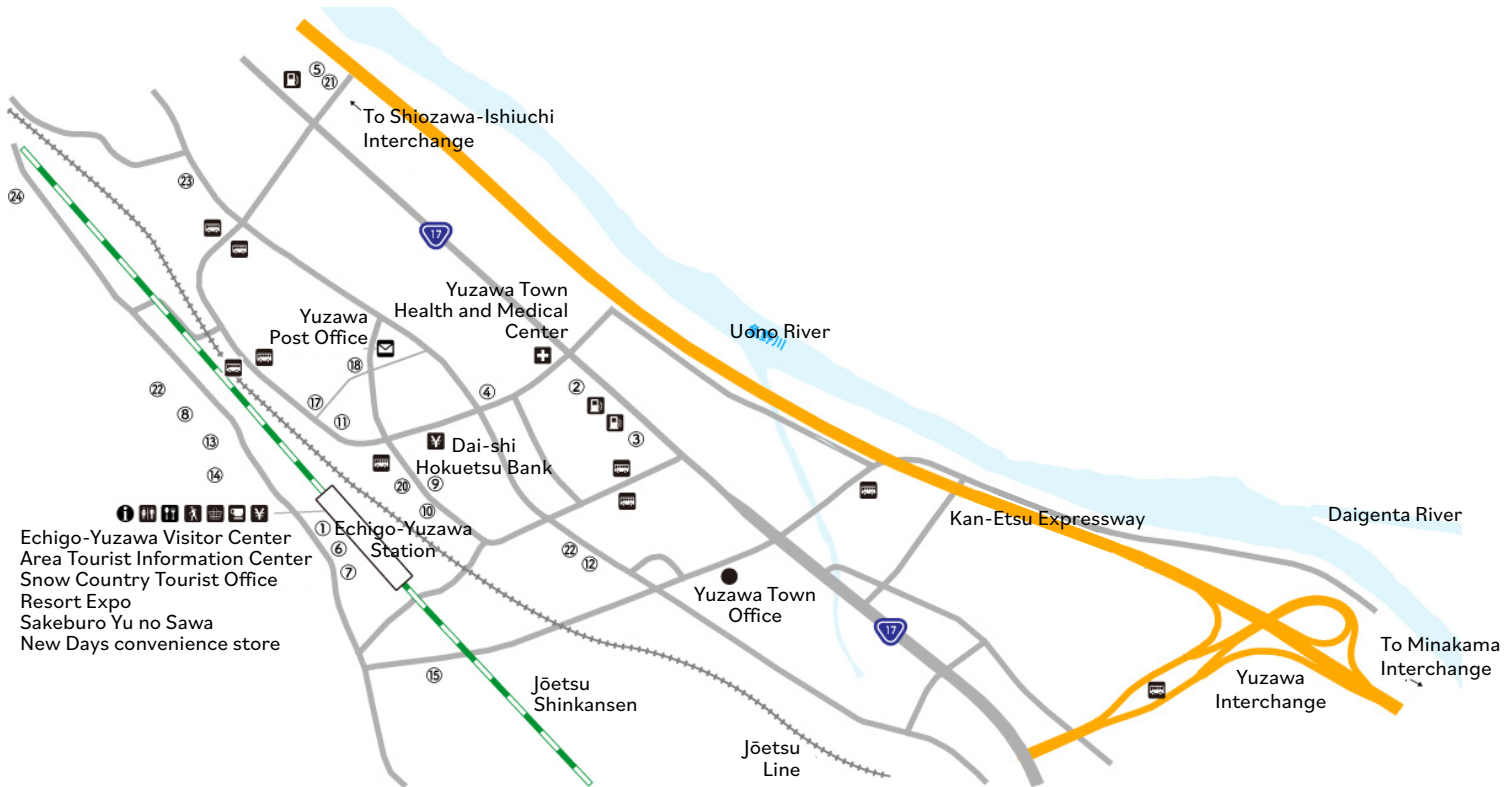 ⑤
㉑
To Shiozawa-Ishiuchi
Interchange
㉓
㉔
17
Yuzawa Town
Health and Medical
Center
Yuzawa
Post Office
⑱
Uono River
②
④
㉒
⑧
⑰
⑪
③
⑬
¥
Dai-shi
Hokuetsu Bank
⑭
⑳
⑨
⑩
¥
Echigo-Yuzawa Visitor Center
Area Tourist Information Center
Snow Country Tourist Office
Resort Expo
Sakeburo Yu no Sawa
New Days convenience store
①
⑥
⑦
Echigo-Yuzawa
Station
㉒
⑫
Kan-Etsu Expressway
Daigenta River
Yuzawa Town
Office
17
⑮
Jōetsu
Shinkansen
Jōetsu
Line
Yuzawa
Interchange
To Minakama
Interchange